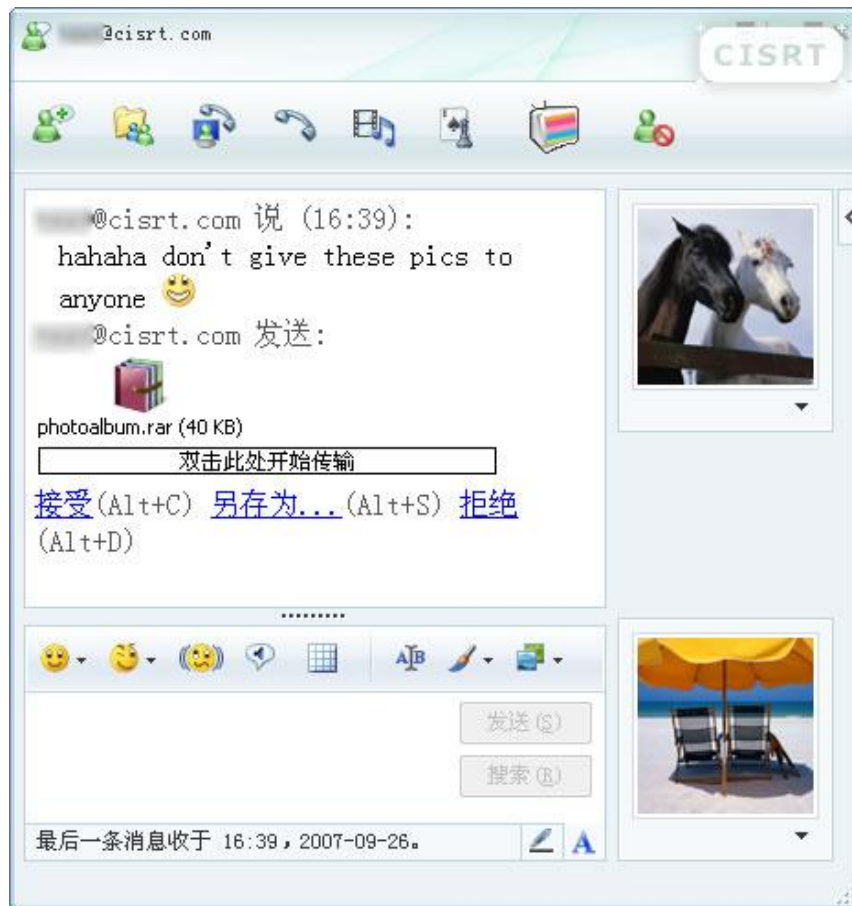 @cisrt.com
CISRT
@cisrt.com 说 (16:39):
hahaha don't give these pics to
anyone
@cisrt.com 发送:
photoalbum.rar (40 KB)
双击此处开始传输
接受(Alt+C) 另存为...(Alt+S) 拒绝
(Alt+D)
发送(S)
搜索(R)
最后一条消息收于 16:39，2007-09-26。